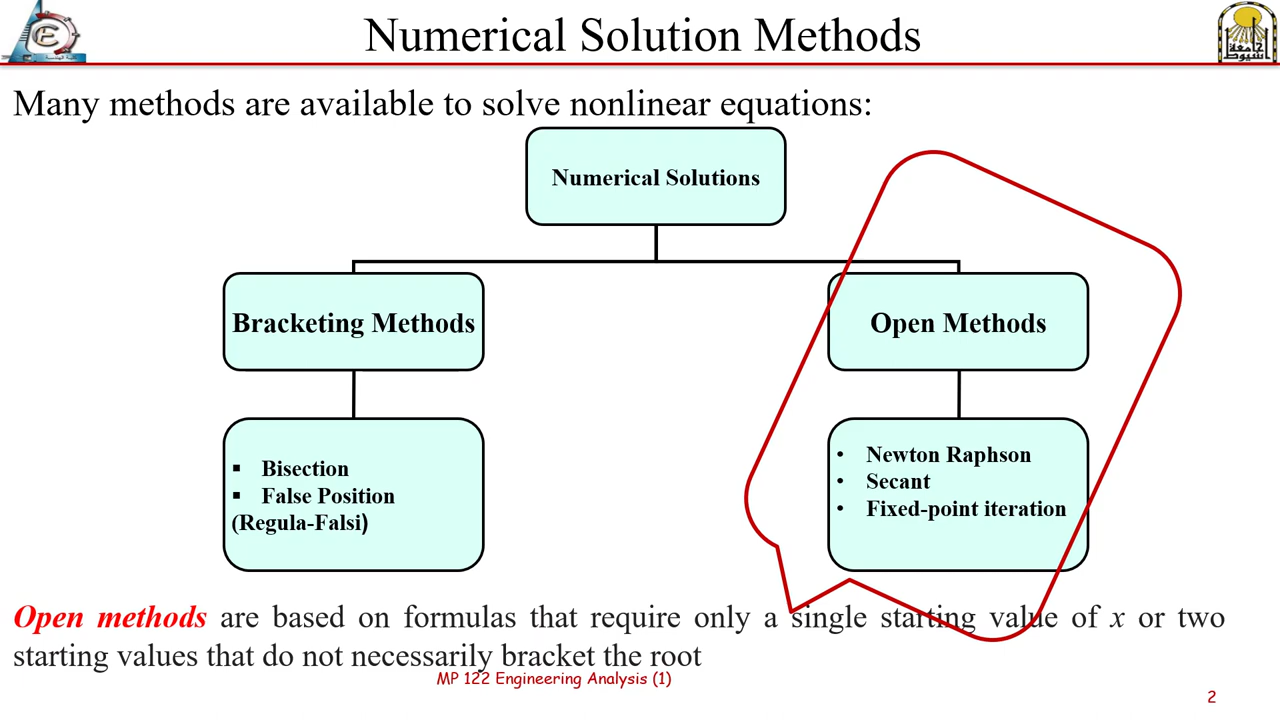 Numerical Solution Methods
جامعة
اسيوط
Many methods are available to solve nonlinear equations:
Numerical Solutions
Bracketing Methods
Open Methods
▪ Bisection
▪ False Position
(Regula-Falsi)
• Newton Raphson
• Secant
• Fixed-point iteration
Open methods are based on formulas that require only a single starting value of x or two
starting values that do not necessarily bracket the root
MP 122 Engineering Analysis (1)
2